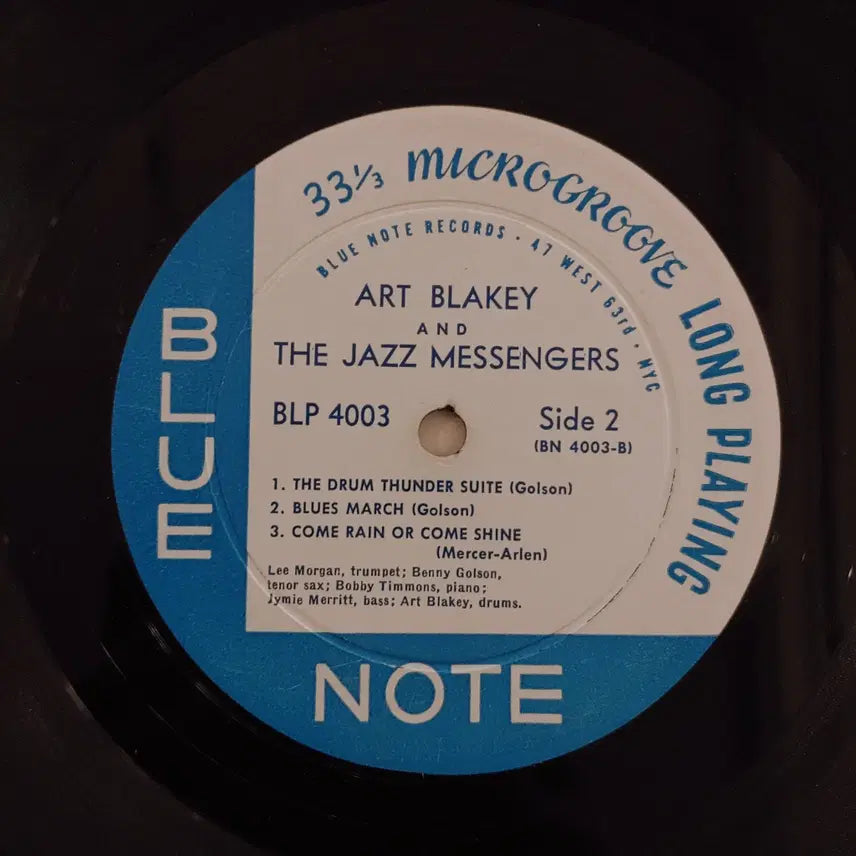 33⅓ MICROGROOVE LONG PLAYING
BLUE NOTE RECORDS · 47 WEST 63rd · NYC
ART BLAKEY
AND
THE JAZZ MESSENGERS
BLP 4003
Side 2
(BN 4003-B)
1. THE DRUM THUNDER SUITE (Golson)
2. BLUES MARCH (Golson)
3. COME RAIN OR COME SHINE
(Mercer-Arlen)
Lee Morgan, trumpet; Benny Golson,
tenor sax; Bobby Timmons, piano;
Jymie Merritt, bass; Art Blakey, drums.
BLUE
NOTE